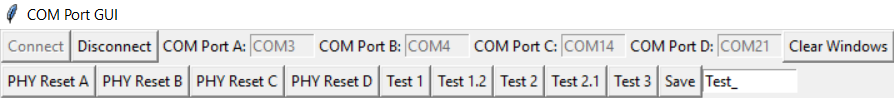 COM Port GUI
Connect Disconnect COM Port A: COM3 COM Port B: COM4 COM Port C: COM14 COM Port D: COM21 Clear Windows
PHY Reset A PHY Reset B PHY Reset C PHY Reset D Test 1 Test 1.2 Test 2 Test 2.1 Test 3 Save Test_